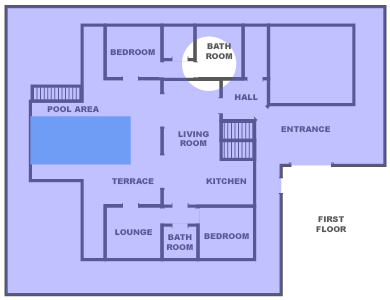 BEDROOM
BATH
ROOM
HALL
POOL AREA
ENTRANCE
LIVING
ROOM
TERRACE
KITCHEN
LOUNGE
BATH
ROOM
BEDROOM
FIRST
FLOOR